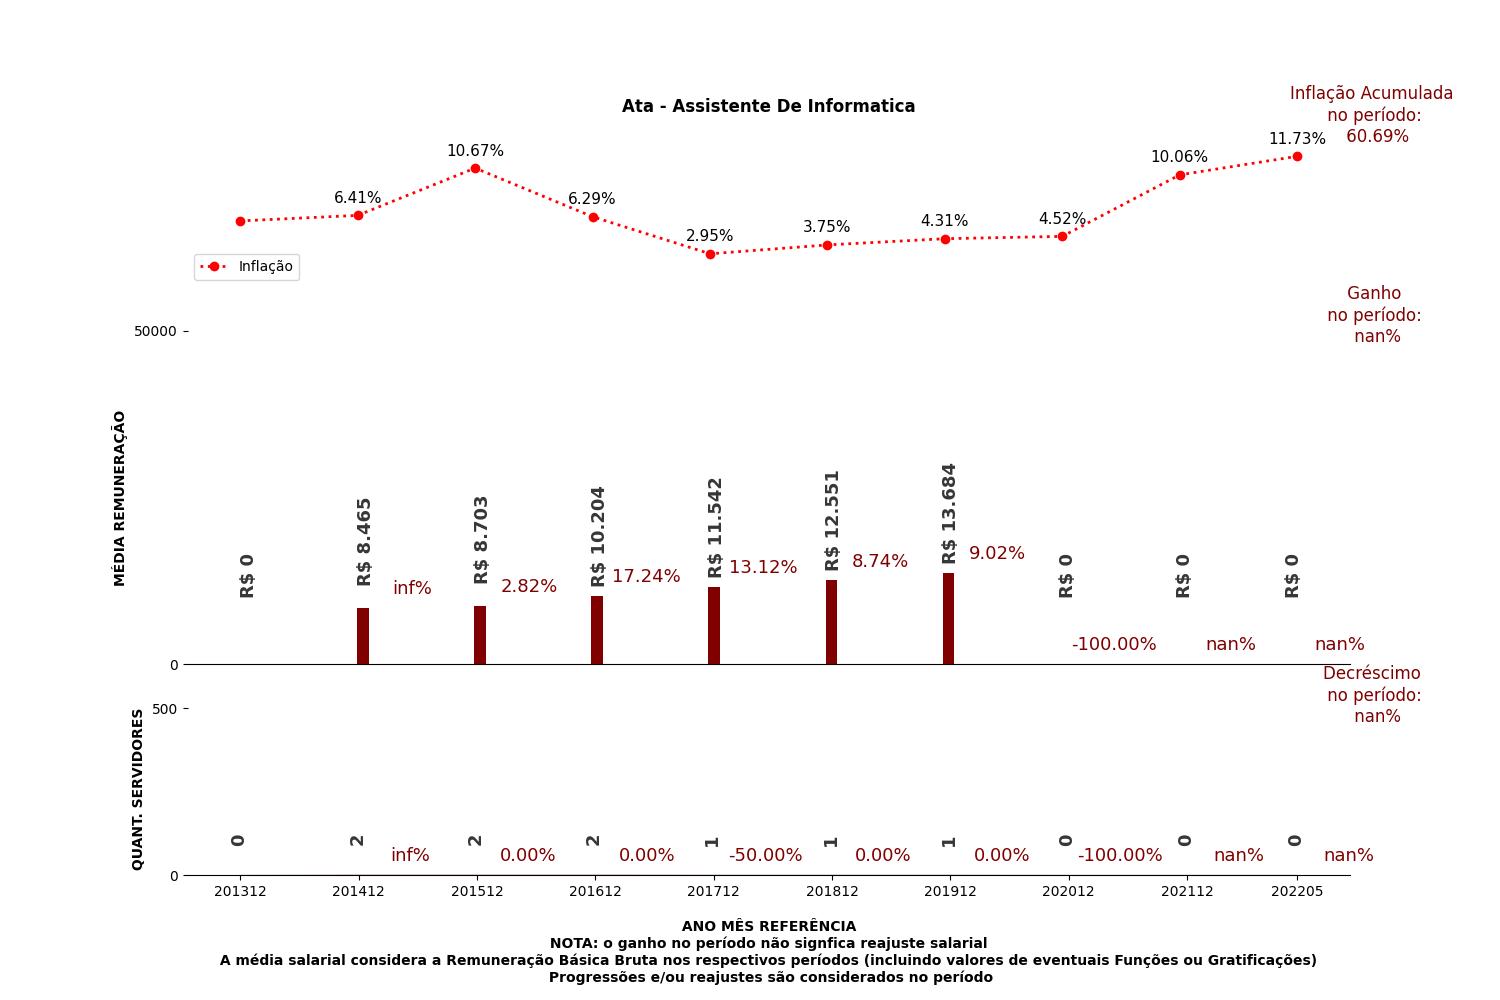 Ata - Assistente De Informatica
Inflação Acumulada
no período:
60.69%
6.41%
10.67%
6.29%
2.95%
3.75%
4.31%
4.52%
10.06%
11.73%
Inflação
Ganho
no período:
nan%
50000
0
MÉDIA REMUNERAÇÃO
R$ 0
R$ 8.465
R$ 8.703
R$ 10.204
R$ 11.542
R$ 12.551
R$ 13.684
R$ 0
R$ 0
R$ 0
inf%
2.82%
17.24%
13.12%
8.74%
9.02%
-100.00%
nan%
nan%
Decréscimo
no período:
nan%
500
0
QUANT. SERVIDORES
0
2
2
2
1
1
1
0
0
0
inf%
0.00%
0.00%
-50.00%
0.00%
0.00%
-100.00%
nan%
nan%
201312
201412
201512
201612
201712
201812
201912
202012
202112
202205
ANO MÊS REFERÊNCIA
NOTA: o ganho no período não signfica reajuste salarial
A média salarial considera a Remuneração Básica Bruta nos respectivos períodos (incluindo valores de eventuais Funções ou Gratificações)
Progressões e/ou reajustes são considerados no período